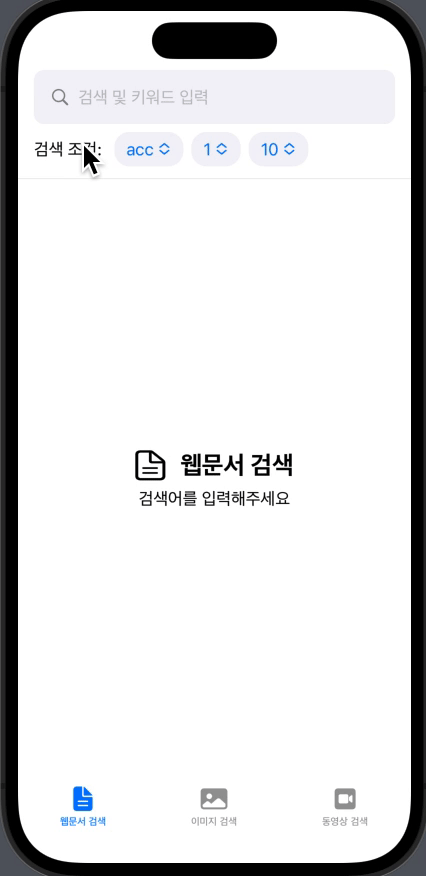 검색 및 키워드 입력
검색 조건: acc 1 10
웹문서 검색
검색어를 입력해주세요
웹문서 검색 이미지 검색 동영상 검색